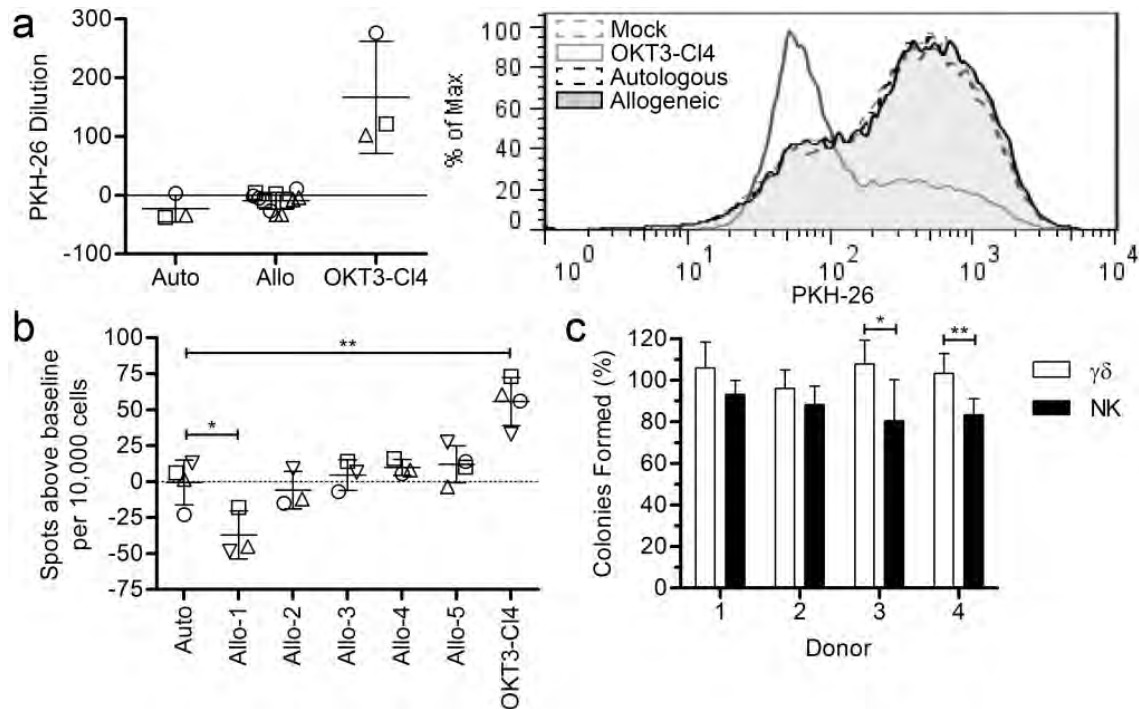 a
300
200
100
0
-100
PKH-26 Dilution
Auto Allo OKT3-Cl4
100
80
60
40
20
0
% of Max
Mock
OKT3-Cl4
Autologous
Allogeneic
10^0 10^1 10^2 10^3 10^4
PKH-26
b
100
75
50
25
0
-25
-50
-75
Spots above baseline
per 10,000 cells
**
*
Auto
Allo-1
Allo-2
Allo-3
Allo-4
Allo-5
OKT3-Cl4
c
120
100
80
60
40
20
0
Colonies Formed (%)
* **
1 2 3 4
Donor
γδ
NK